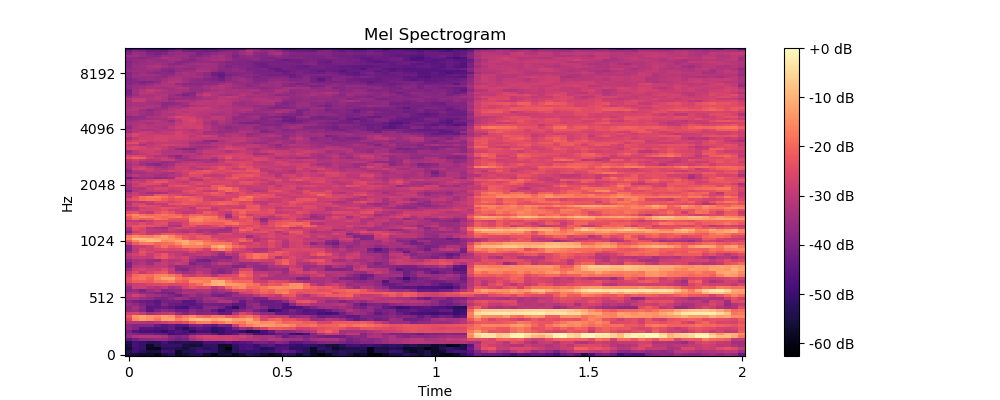 Mel Spectrogram
Hz
8192
4096
2048
1024
512
0
0 0.5 1 1.5 2
Time
+0 dB
-10 dB
-20 dB
-30 dB
-40 dB
-50 dB
-60 dB